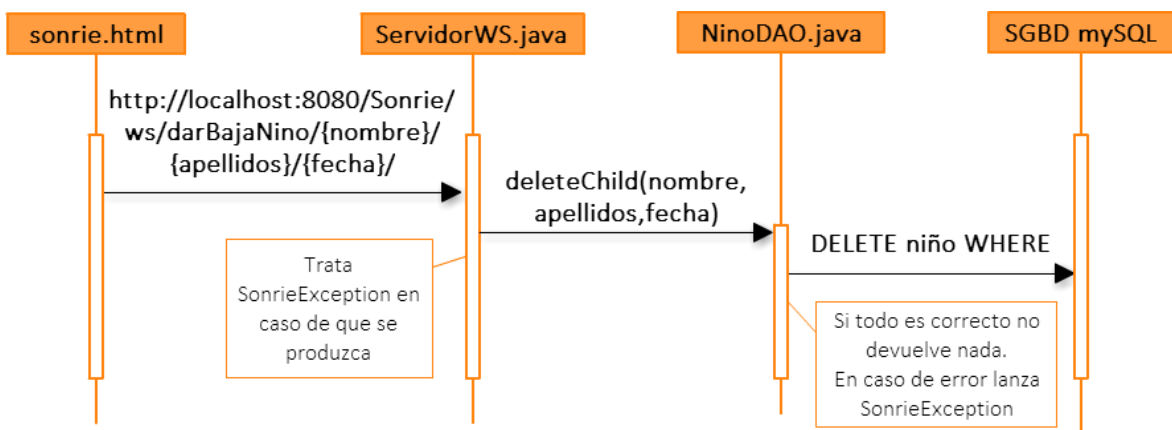 sonrie.html
ServidorWS.java
NinoDAO.java
SGBD mySQL
http://localhost:8080/Sonrie/
ws/darBajaNino/{nombre}/
{apellidos}/{fecha}/
deleteChild(nombre,
apellidos,fecha)
DELETE niño WHERE
Trata
SonrieException en
caso de que se
produzca
Si todo es correcto no
devuelve nada.
En caso de error lanza
SonrieException